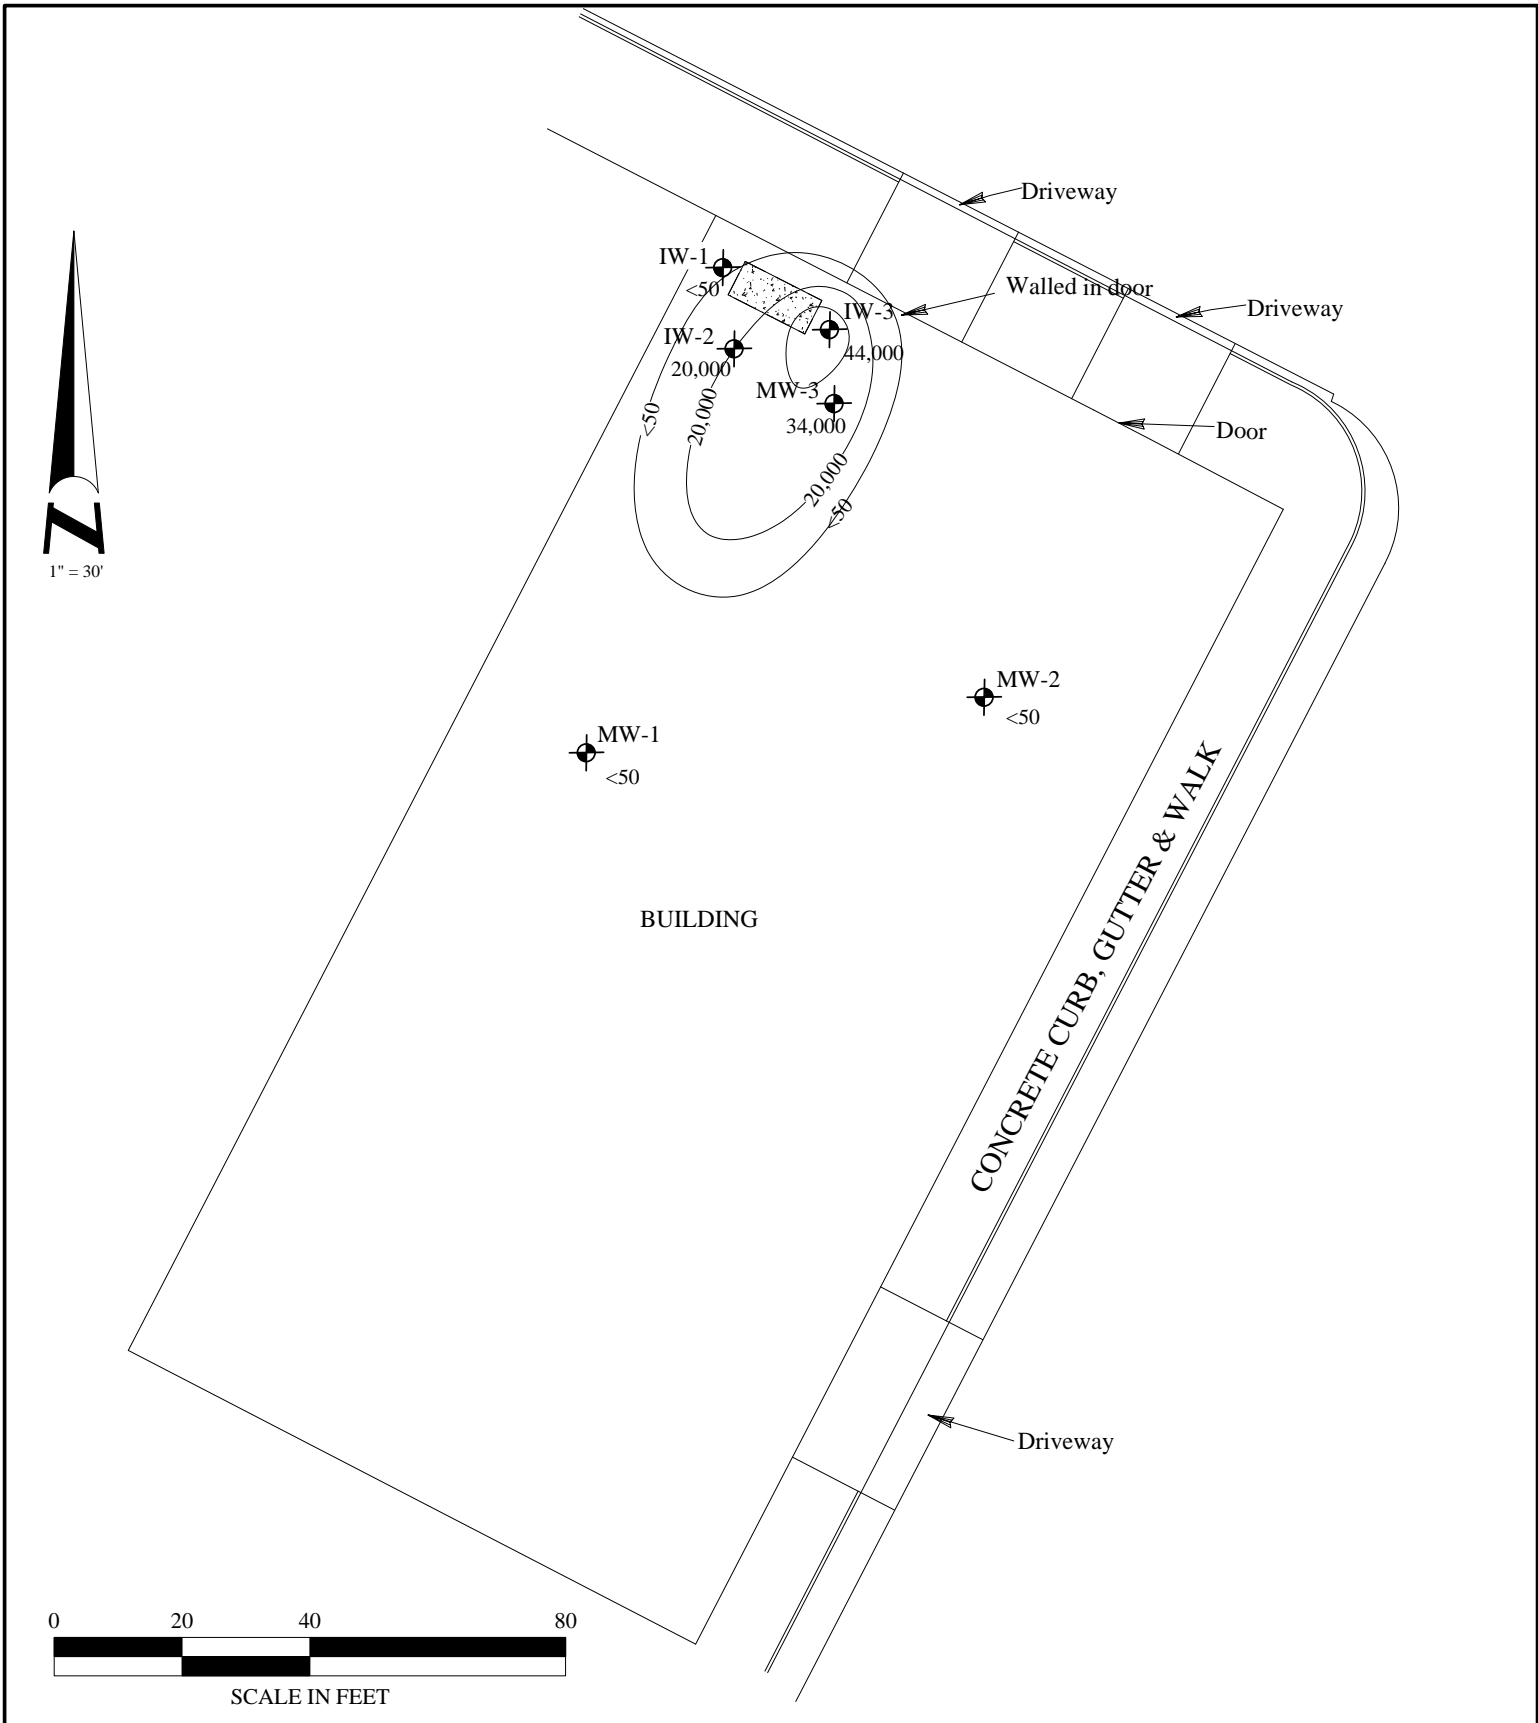 Driveway
IW-1
<50
Walled in door
Driveway
IW-3
44,000
IW-2
20,000
MW-3
34,000
<50
20,000
Door
20,000
<50
Z
1" = 30'
MW-2
<50
MW-1
<50
CONCRETE CURB, GUTTER & WALK
BUILDING
Driveway
0 20 40 80
SCALE IN FEET